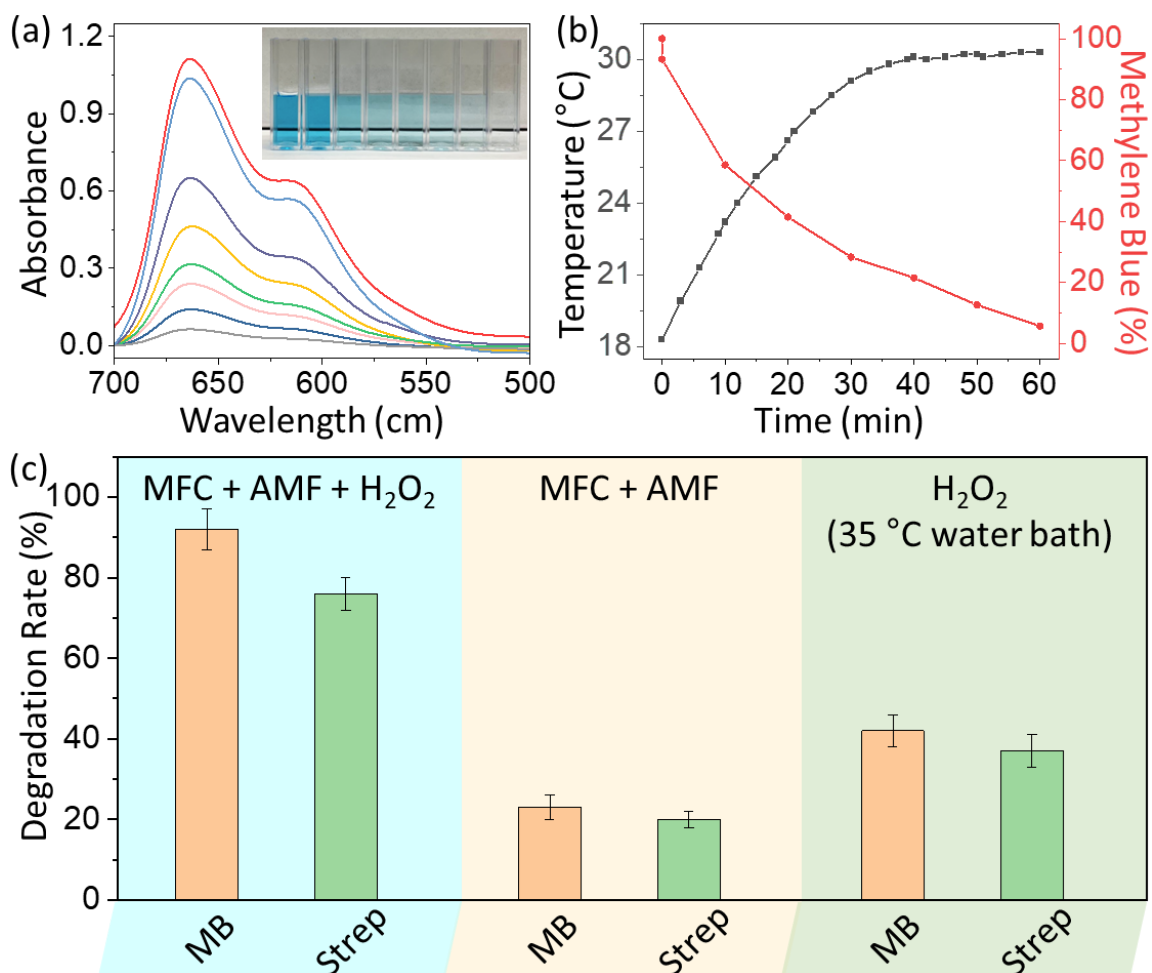 (a)
1.2
0.9
0.6
0.3
0.0
Absorbance
700
650
600
550
500
Wavelength (cm)
(b)
30
27
24
21
18
Temperature (°C)
100
80
60
40
20
0
Methylene Blue (%)
0
10
20
30
40
50
60
Time (min)
(c)
100
80
60
40
20
0
Degradation Rate (%)
MFC + AMF + H₂O₂
MFC + AMF
H₂O₂
(35 °C water bath)
MB
Strep
MB
Strep
MB
Strep